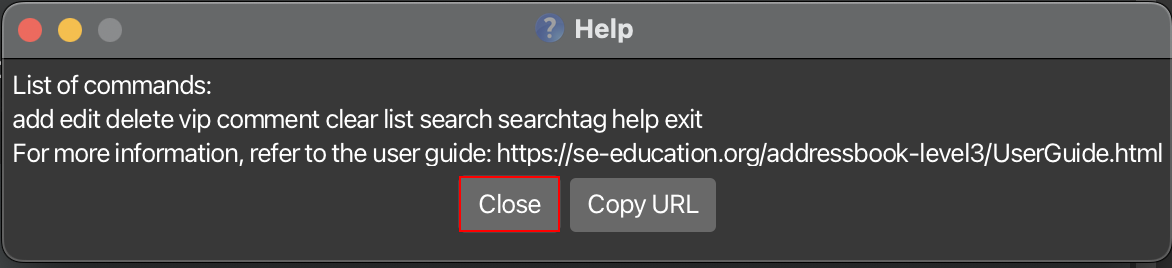 Help
List of commands:
add edit delete vip comment clear list search searchtag help exit
For more information, refer to the user guide: https://se-education.org/addressbook-level3/UserGuide.html
Close Copy URL